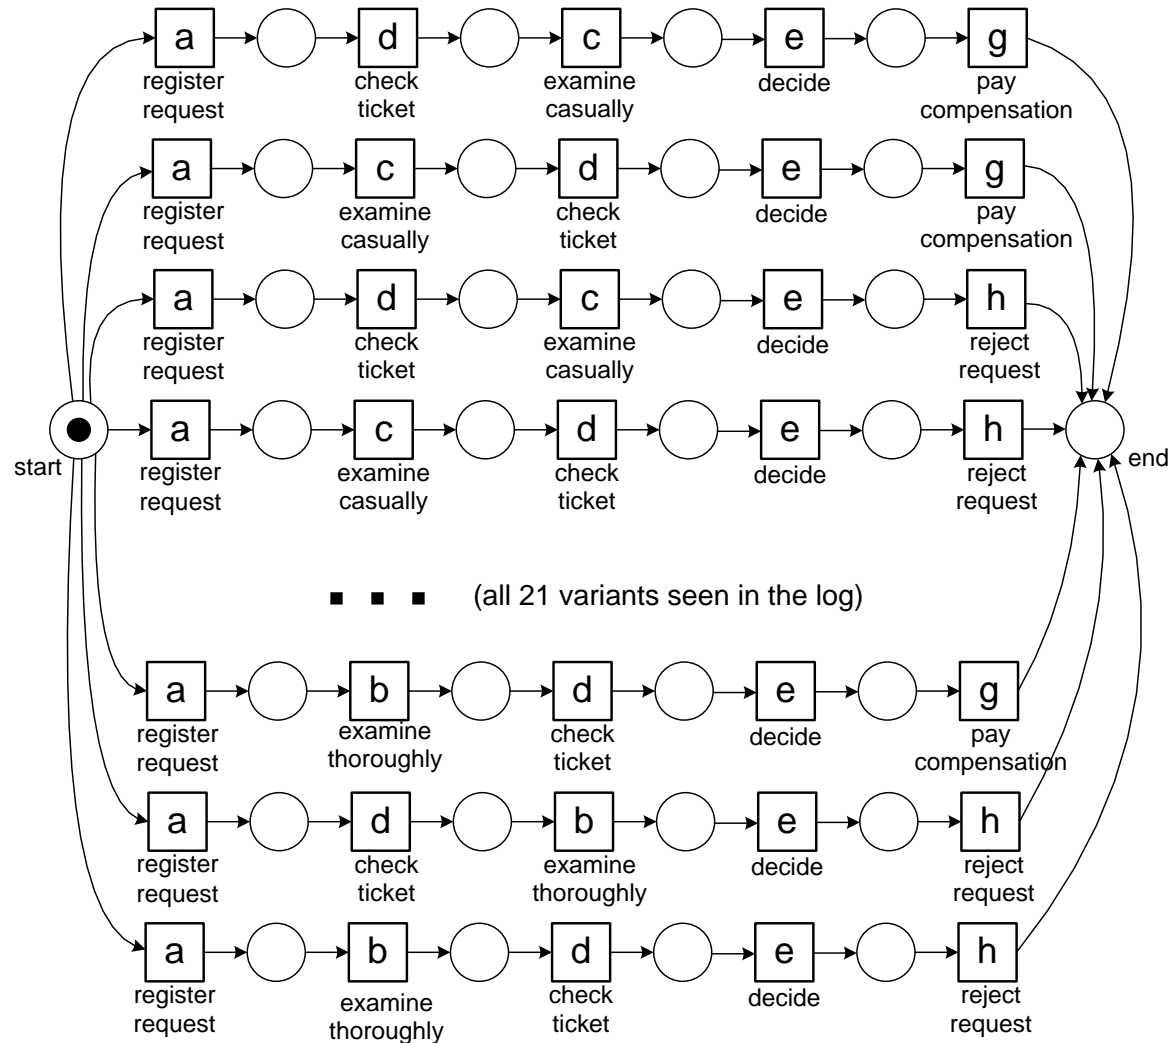 a d c e g
register check examine decide pay
request ticket casually compensation
a c d e g
register examine check decide pay
request casually ticket compensation
a d c e h
register check examine decide reject
request ticket casually request
a c d e h
start end
register examine check decide reject
request casually ticket request
(all 21 variants seen in the log)
a b d e g
register examine check decide pay
request thoroughly ticket compensation
a d b e h
register check examine decide reject
request ticket thoroughly request
a b d e h
register examine check decide reject
request thoroughly ticket request